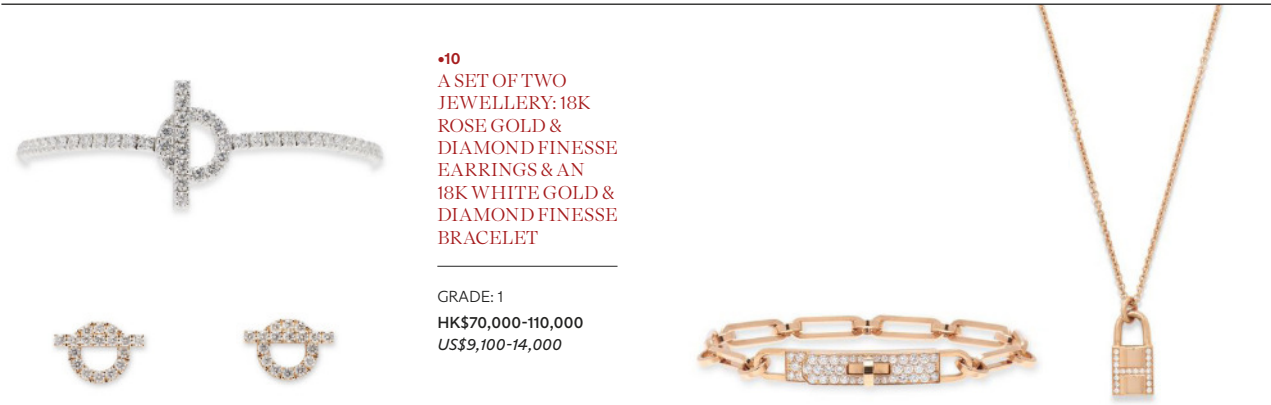 •10
A SET OF TWO
JEWELLERY: 18K
ROSE GOLD &
DIAMOND FINESSE
EARRINGS & AN
18K WHITE GOLD &
DIAMOND FINESSE
BRACELET
GRADE: 1
HK$70,000-110,000
US$9,100-14,000